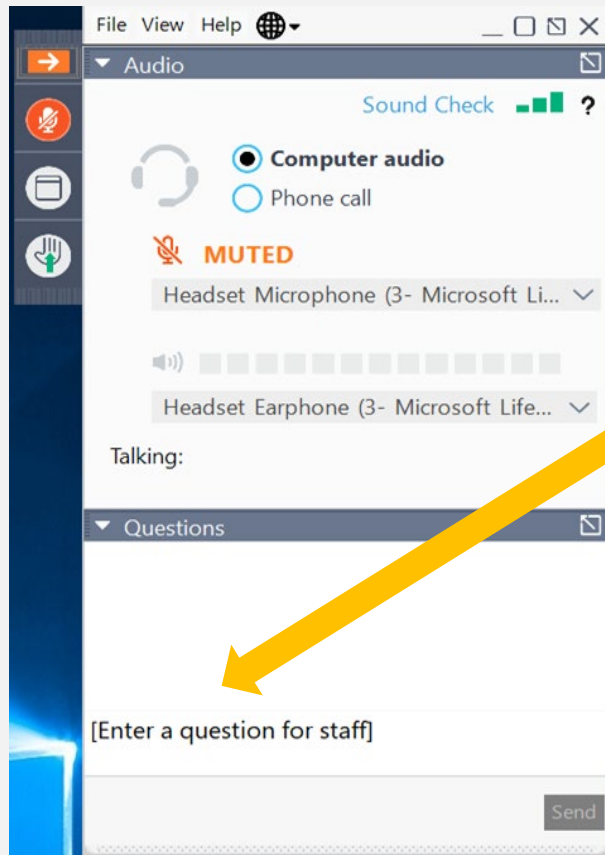 File View Help
Audio
Sound Check ?
Computer audio
Phone call
MUTED
Headset Microphone (3- Microsoft Li...
Headset Earphone (3- Microsoft Life...
Talking:
Questions
[Enter a question for staff]
Send